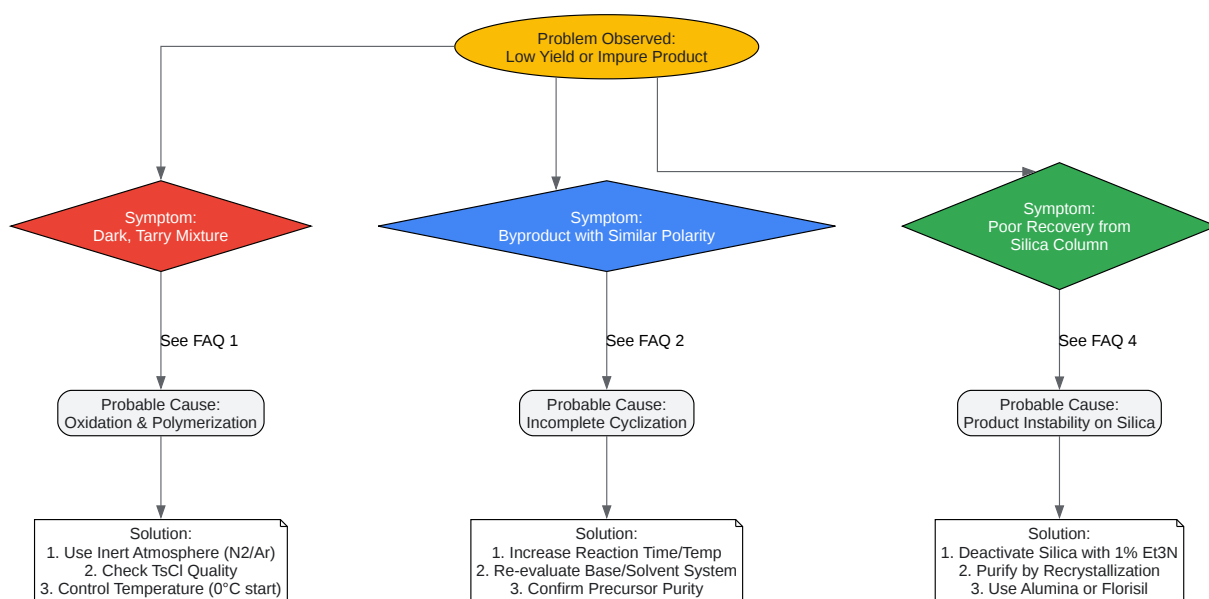 Problem Observed:
Low Yield or Impure Product
Symptom:
Dark, Tarry Mixture
Symptom:
Byproduct with Similar Polarity
Symptom:
Poor Recovery from
Silica Column
See FAQ 1
See FAQ 2
See FAQ 4
Probable Cause:
Oxidation & Polymerization
Probable Cause:
Incomplete Cyclization
Probable Cause:
Product Instability on Silica
Solution:
1. Use Inert Atmosphere (N2/Ar)
2. Check TsCl Quality
3. Control Temperature (0°C start)
Solution:
1. Increase Reaction Time/Temp
2. Re-evaluate Base/Solvent System
3. Confirm Precursor Purity
Solution:
1. Deactivate Silica with 1% Et3N
2. Purify by Recrystallization
3. Use Alumina or Florisil